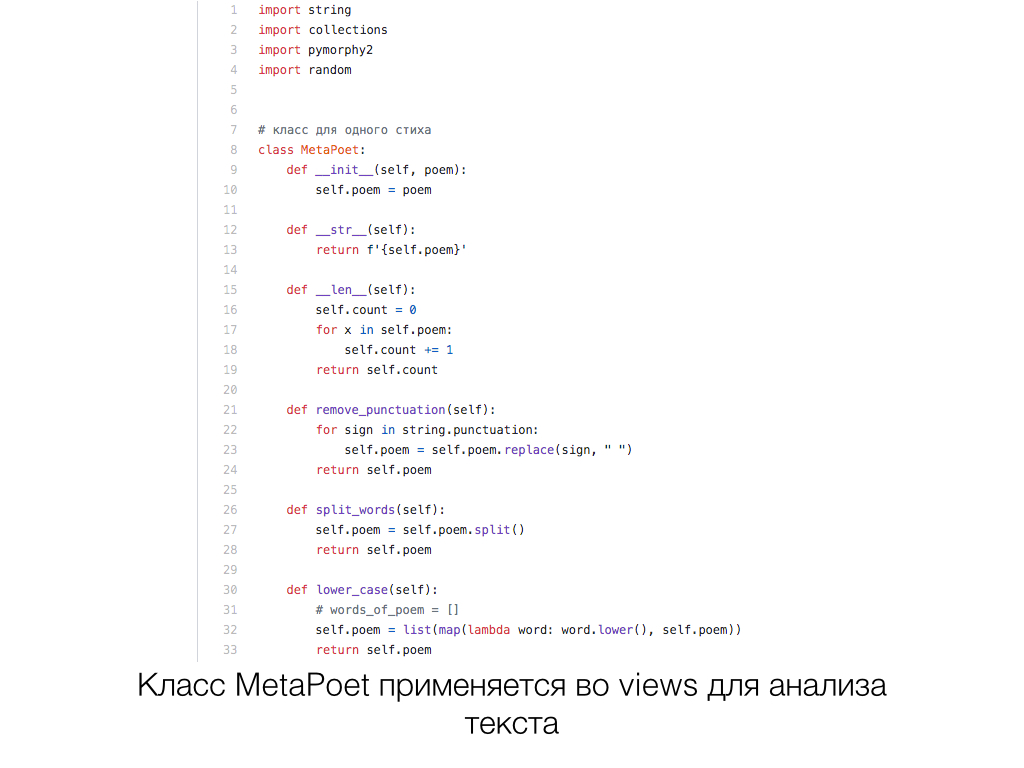 1 import string
2 import collections
3 import pymorphy2
4 import random
5
6
7 # класс для одного стиха
8 class MetaPoet:
9     def __init__(self, poem):
10         self.poem = poem
11
12     def __str__(self):
13         return f'{self.poem}'
14
15     def __len__(self):
16         self.count = 0
17         for x in self.poem:
18             self.count += 1
19         return self.count
20
21     def remove_punctuation(self):
22         for sign in string.punctuation:
23             self.poem = self.poem.replace(sign, " ")
24         return self.poem
25
26     def split_words(self):
27         self.poem = self.poem.split()
28         return self.poem
29
30     def lower_case(self):
31         # words_of_poem = []
32         self.poem = list(map(lambda word: word.lower(), self.poem))
33         return self.poem
Класс MetaPoet применяется во views для анализа
текста